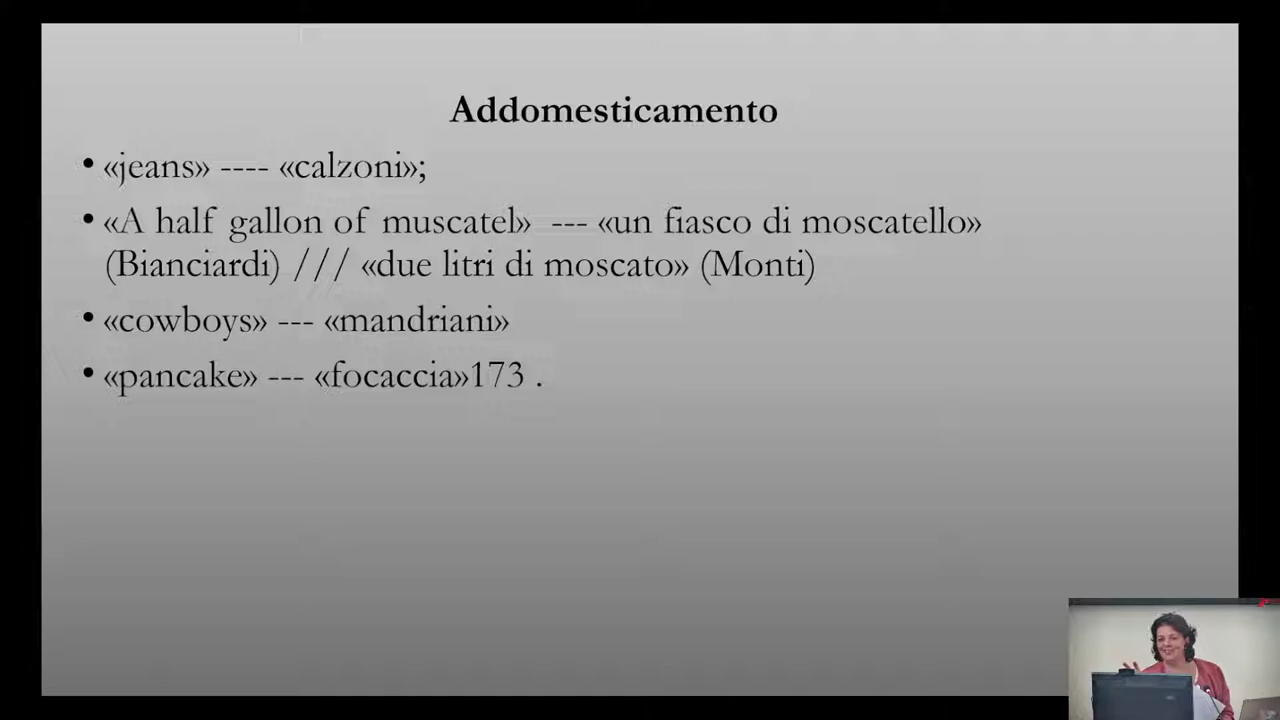 Addomesticamento
• «jeans» ---- «calzoni»;
• «A half gallon of muscatel» --- «un fiasco di moscatello»
(Bianciardi) /// «due litri di moscato» (Monti)
• «cowboys» --- «mandriani»
• «pancake» --- «focaccia»173 .